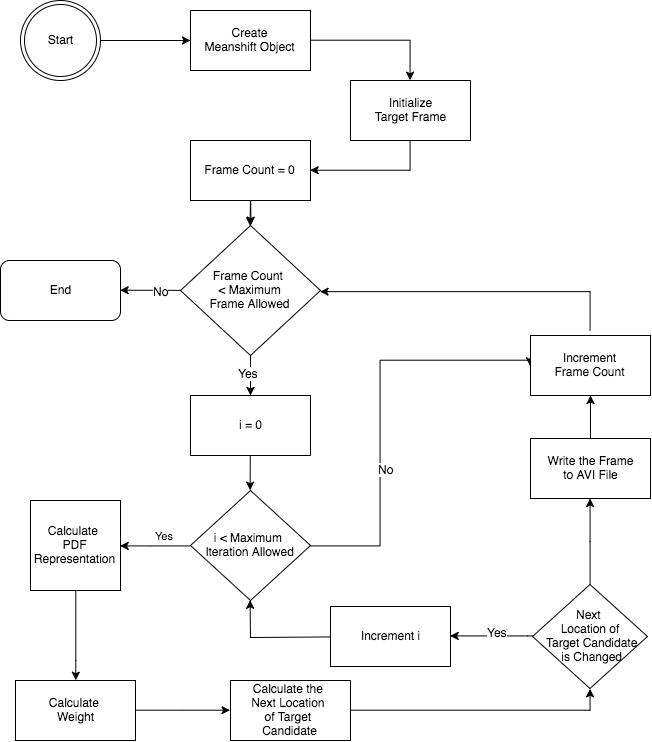 Start
Create
Meanshift Object
Initialize
Target Frame
Frame Count = 0
Frame Count
< Maximum
Frame Allowed
No
End
Yes
Increment
Frame Count
i = 0
No
Write the Frame
to AVI File
i < Maximum
Iteration Allowed
Yes
Calculate
PDF
Representation
Next
Location of
Target Candidate
is Changed
Yes
Increment i
Calculate
Weight
Calculate the
Next Location
of Target
Candidate